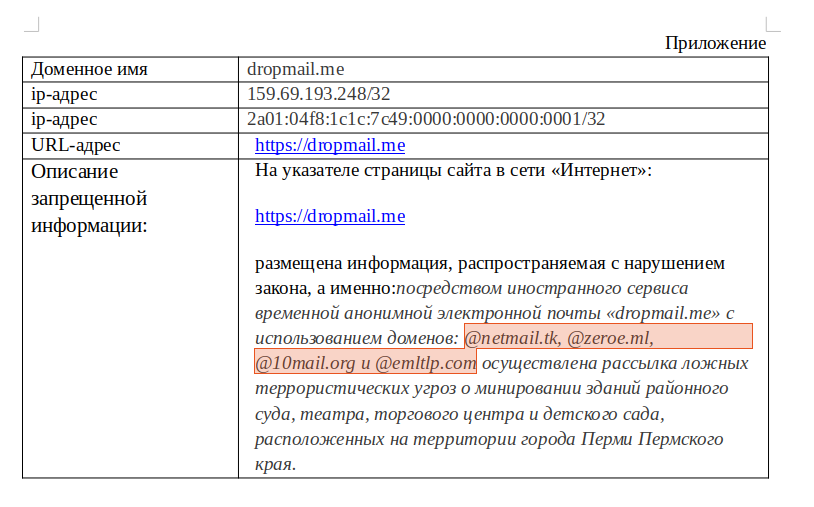 Приложение
Доменное имя dropmail.me
ip-адрес 159.69.193.248/32
ip-адрес 2a01:04f8:1c1c:7c49:0000:0000:0000:0001/32
URL-адрес https://dropmail.me
Описание запрещенной информации:
На указателе страницы сайта в сети «Интернет»:
https://dropmail.me
размещена информация, распространяемая с нарушением
закона, а именно:посредством иностранного сервиса
временной анонимной электронной почты «dropmail.me» с
использованием доменов: @netmail.tk, @zeroe.ml,
@10mail.org и @emltlp.com осуществлена рассылка ложных
террористических угроз о минировании зданий районного
суда, театра, торгового центра и детского сада,
расположенных на территории города Перми Пермского
края.